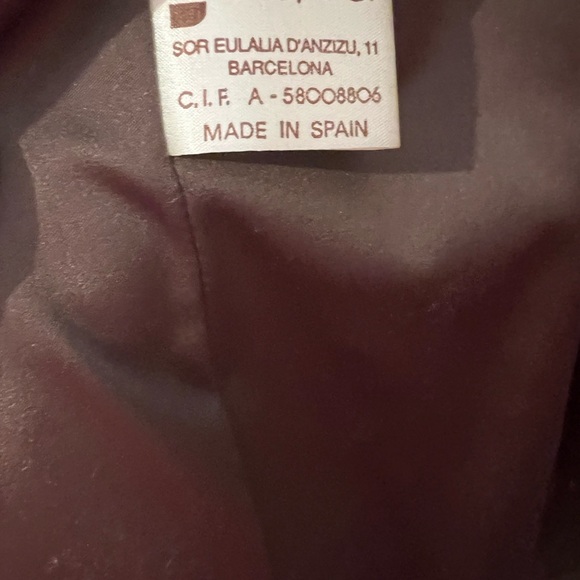 SOR EULALIA D'ANZIZU, 11
BARCELONA
C.I.F. A - 58008806
MADE IN SPAIN